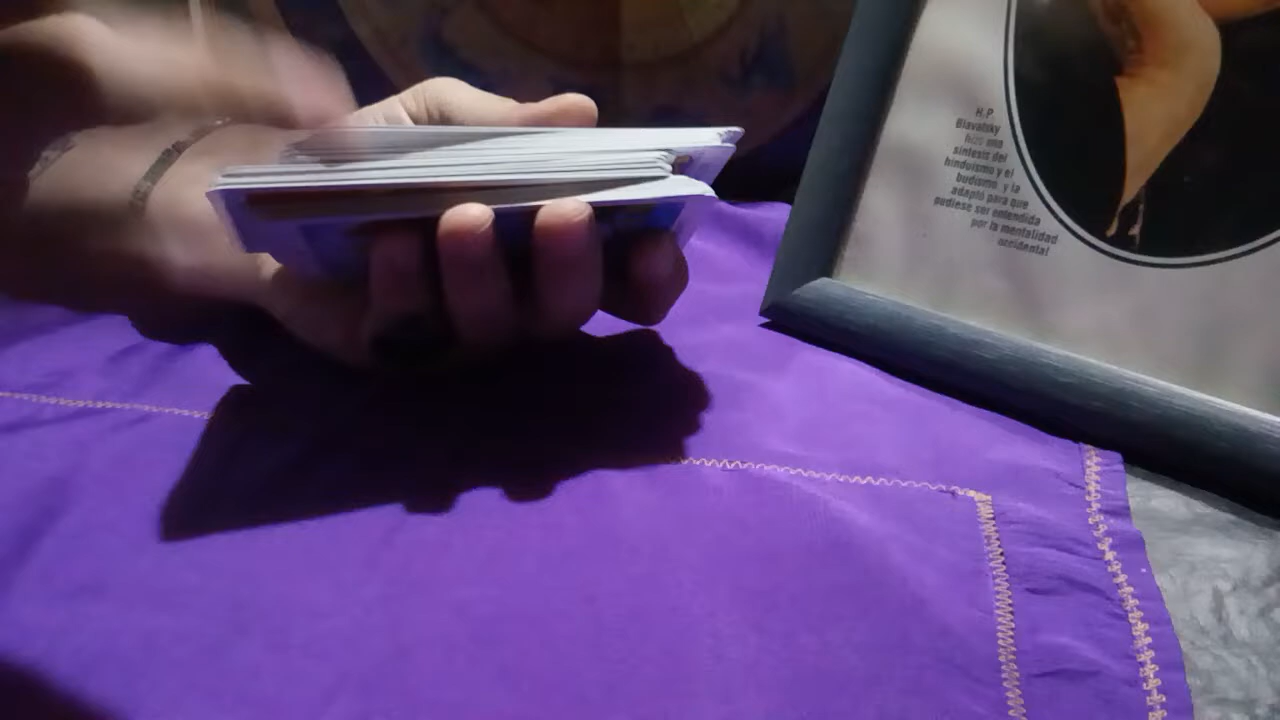 H.P
Blavatsky
hizo una
síntesis del
hinduismo y el
budismo y la
adaptó para que
pudiese ser entendida
por la mentalidad
occidental